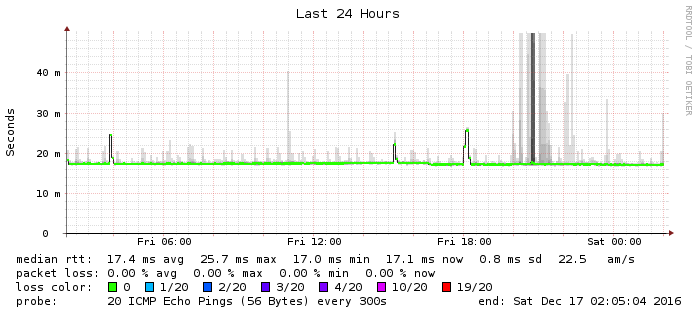 Last 24 Hours
RRDTOOL / TOBI OETIKER
Seconds
40 m
30 m
20 m
10 m
0
Fri 06:00 Fri 12:00 Fri 18:00 Sat 00:00
median rtt: 17.4 ms avg 25.7 ms max 17.0 ms min 17.1 ms now 0.8 ms sd 22.5 am/s
packet loss: 0.00 % avg 0.00 % max 0.00 % min 0.00 % now
loss color: 0 1/20 2/20 3/20 4/20 10/20 19/20
probe: 20 ICMP Echo Pings (56 Bytes) every 300s end: Sat Dec 17 02:05:04 2016